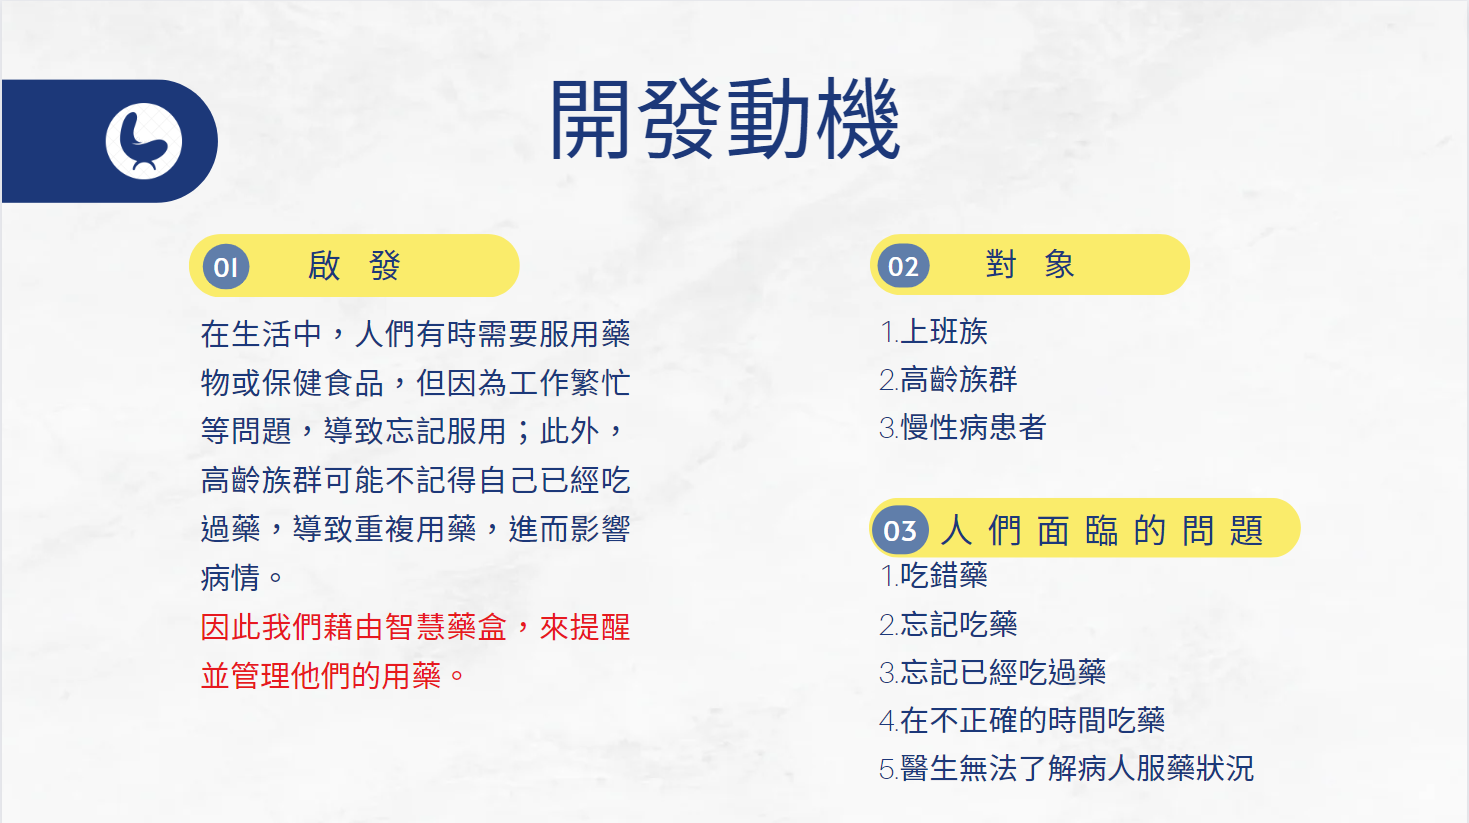 開發動機
01 啟發
在生活中，人們有時需要服用藥
物或保健食品，但因為工作繁忙
等問題，導致忘記服用；此外，
高齡族群可能不記得自己已經吃
過藥，導致重複用藥，進而影響
病情。
因此我們藉由智慧藥盒，來提醒
並管理他們的用藥。
02 對象
1.上班族
2.高齡族群
3.慢性病患者
03 人們面臨的問題
1.吃錯藥
2.忘記吃藥
3.忘記已經吃過藥
4.在不正確的時間吃藥
5.醫生無法了解病人服藥狀況